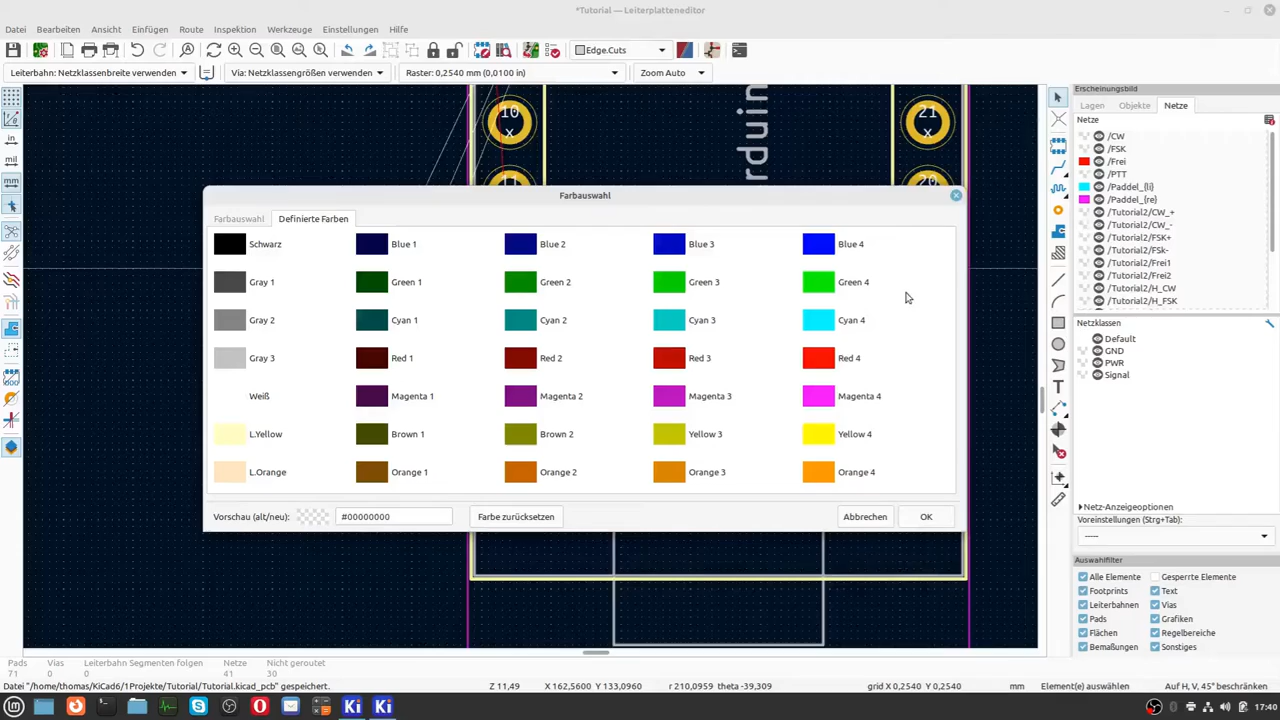 *Tutorial — Leiterplatteneditor
Datei Bearbeiten Ansicht Einfügen Route Inspektion Werkzeuge Einstellungen Hilfe
Edge.Cuts
Leiterbahn: Netzklassenbreite verwenden Via: Netzklassengrößen verwenden Raster: 0,2540 mm (0,0100 in) Zoom Auto
Erscheinungsbild
Lagen Objekte Netze
Netze
/CW
/FSK
/Frei
/PTT
/Paddel_(li)
/Paddel_(re)
/Tutorial2/CW_+
/Tutorial2/CW_-
/Tutorial2/FSK+
/Tutorial2/FSk-
/Tutorial2/Frei1
/Tutorial2/Frei2
/Tutorial2/H_CW
/Tutorial2/H_FSK
Netzklassen
Default
GND
PWR
Signal
Netz-Anzeigeoptionen
Voreinstellungen (Strg+Tab):
-----
Auswahlfilter
Alle Elemente Gesperrte Elemente
Footprints Text
Leiterbahnen Vias
Pads Grafiken
Flächen Regelbereiche
Bemaßungen Sonstiges
in
mil
mm
10
x
11
rduin
21
x
20
Farbauswahl
Farbauswahl Definierte Farben
Schwarz Blue 1 Blue 2 Blue 3 Blue 4
Gray 1 Green 1 Green 2 Green 3 Green 4
Gray 2 Cyan 1 Cyan 2 Cyan 3 Cyan 4
Gray 3 Red 1 Red 2 Red 3 Red 4
Weiß Magenta 1 Magenta 2 Magenta 3 Magenta 4
L.Yellow Brown 1 Brown 2 Yellow 3 Yellow 4
L.Orange Orange 1 Orange 2 Orange 3 Orange 4
Vorschau (alt/neu): #00000000 Farbe zurücksetzen Abbrechen OK
Pads Vias Leiterbahn Segmenten folgen Netze Nicht geroutet
71 0 0 41 30
Datei "/home/thomas/KiCad6/1Projekte/Tutorial/Tutorial.kicad_pcb" gespeichert. Z 11,49 X 162,5600 Y 133,0960 r 210,0959 theta -39,309 grid X 0,2540 Y 0,2540 mm Element(e) auswählen Auf H, V, 45° beschränken
Ki Ki 17:40